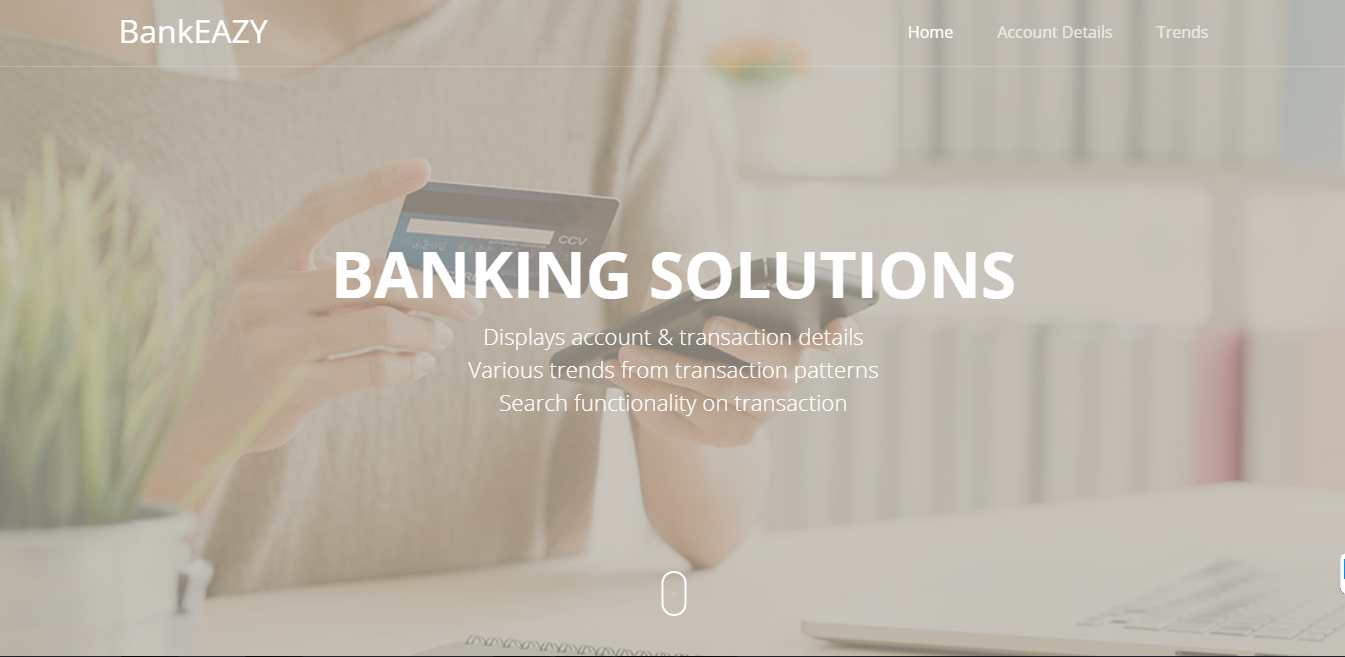 BankEAZY
Home Account Details Trends
CCV
BANKING SOLUTIONS
Displays account & transaction details
Various trends from transaction patterns
Search functionality on transaction